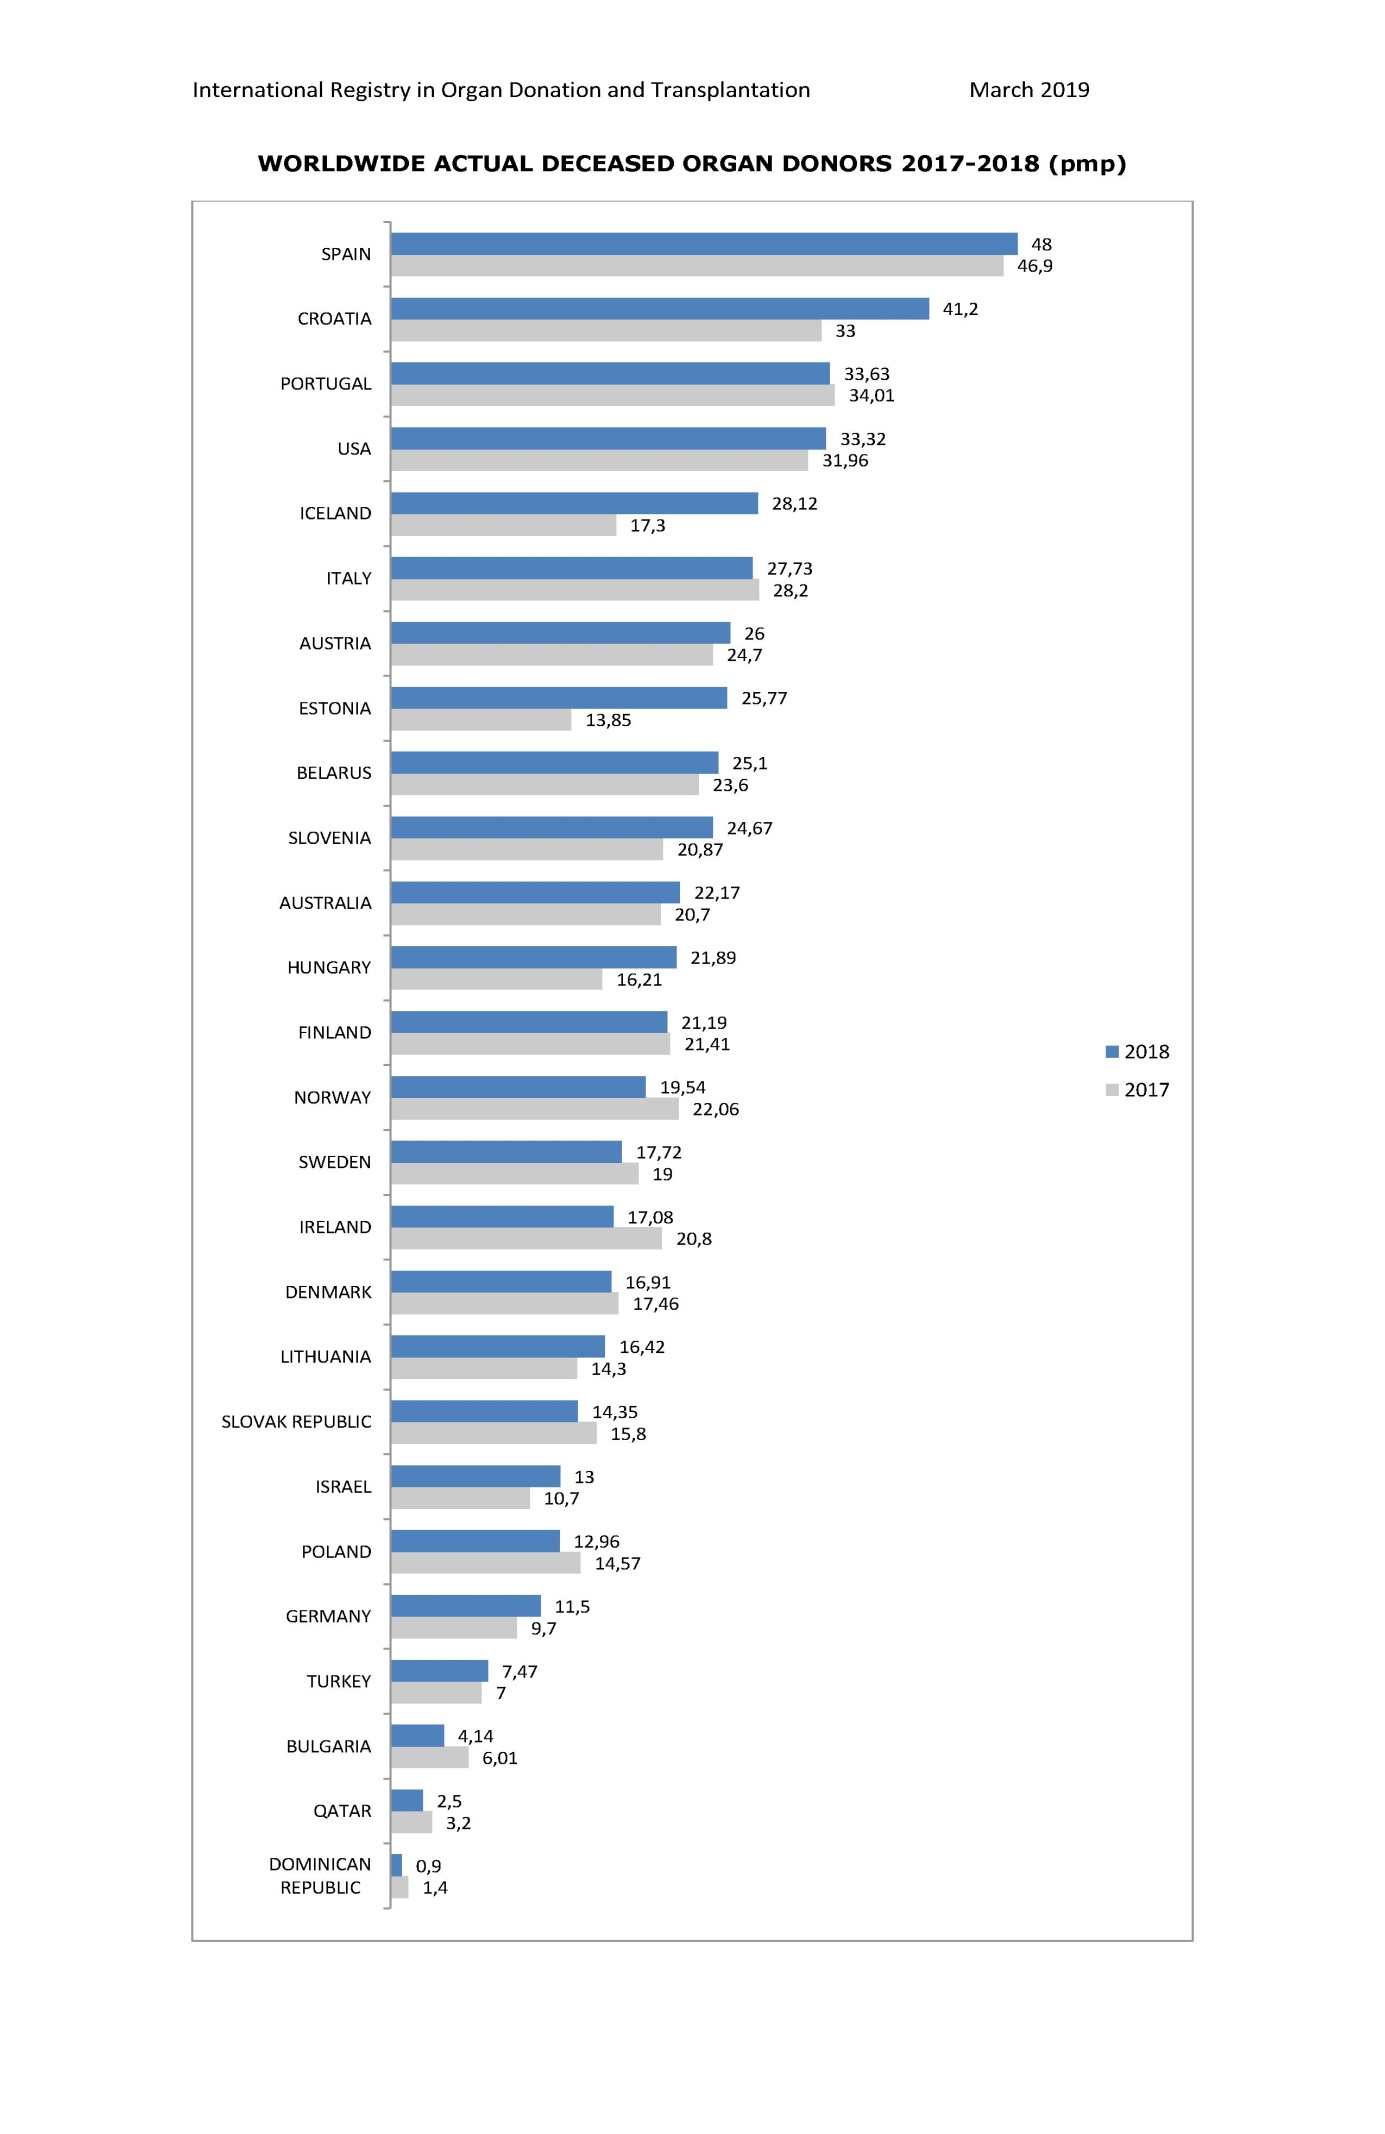 International Registry in Organ Donation and Transplantation March 2019
WORLDWIDE ACTUAL DECEASED ORGAN DONORS 2017-2018 (pmp)
SPAIN
48
46,9
CROATIA
41,2
33
PORTUGAL
33,63
34,01
USA
33,32
31,96
ICELAND
28,12
17,3
ITALY
27,73
28,2
AUSTRIA
26
24,7
ESTONIA
25,77
13,85
BELARUS
25,1
23,6
SLOVENIA
24,67
20,87
AUSTRALIA
22,17
20,7
HUNGARY
21,89
16,21
FINLAND
21,19
21,41
NORWAY
19,54
22,06
SWEDEN
17,72
19
IRELAND
17,08
20,8
DENMARK
16,91
17,46
LITHUANIA
16,42
14,3
SLOVAK REPUBLIC
14,35
15,8
ISRAEL
13
10,7
POLAND
12,96
14,57
GERMANY
11,5
9,7
TURKEY
7,47
7
BULGARIA
4,14
6,01
QATAR
2,5
3,2
DOMINICAN
REPUBLIC
0,9
1,4
2018
2017